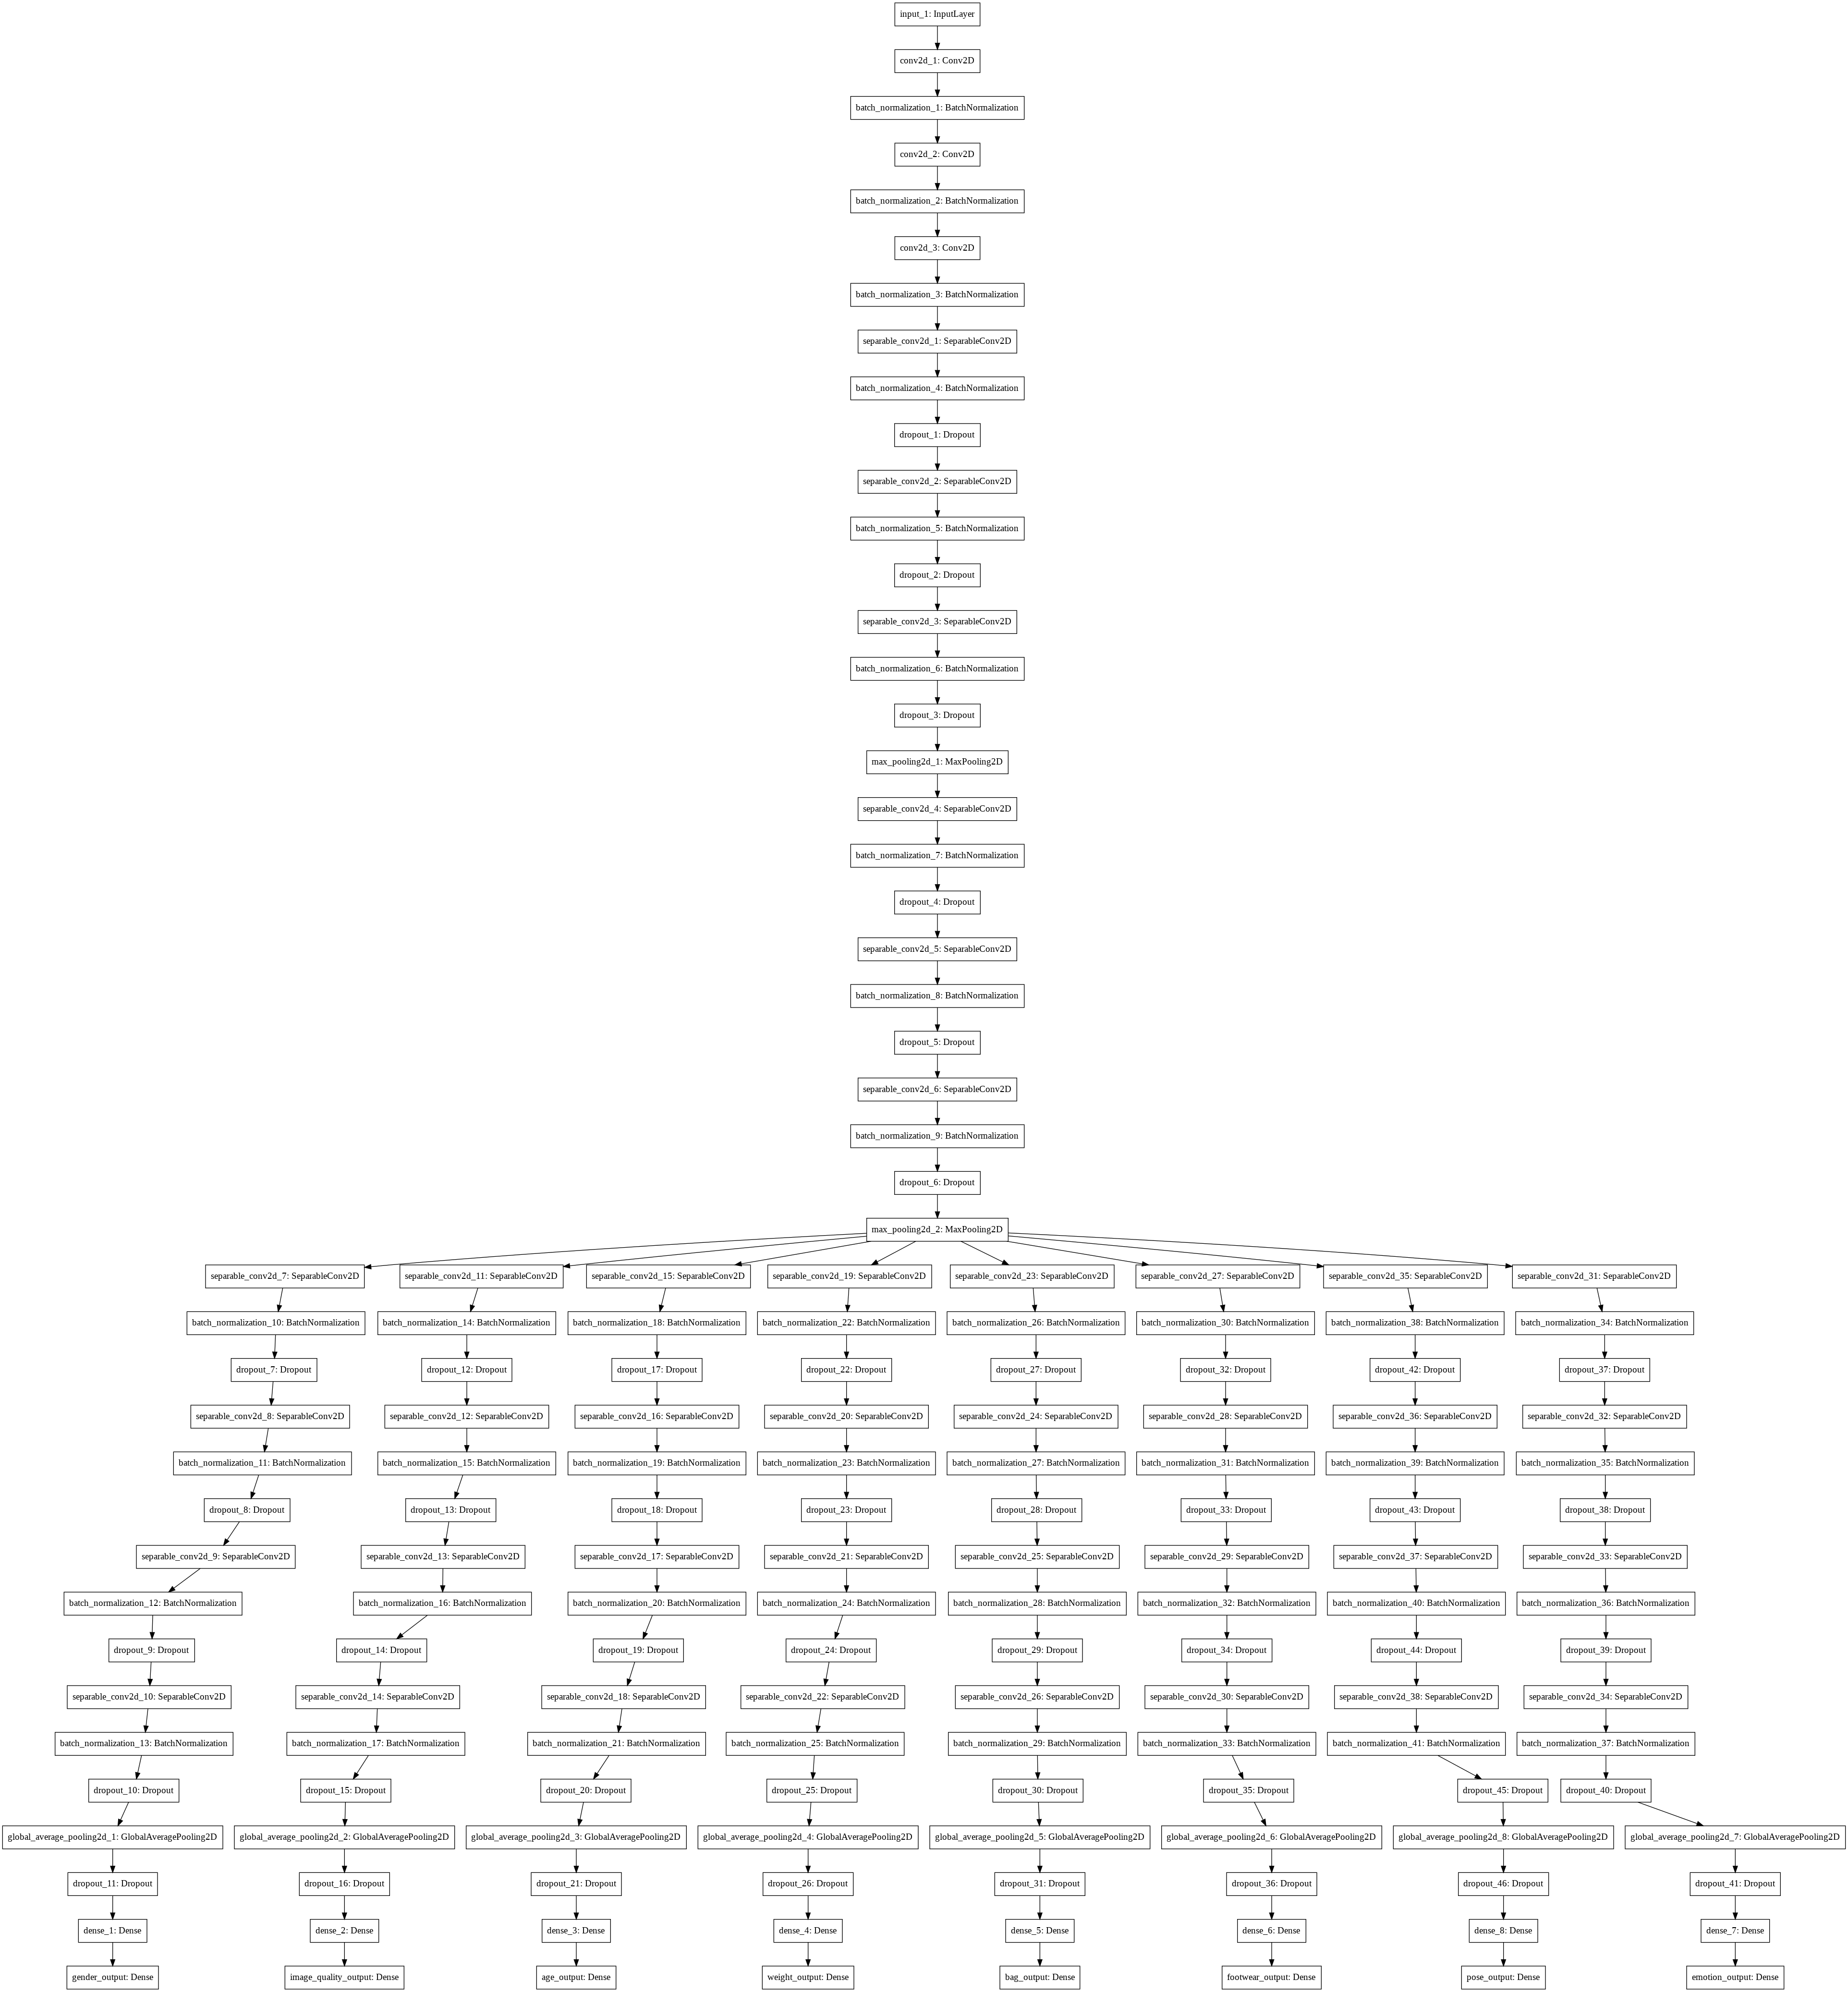 input_1: InputLayer
conv2d_1: Conv2D
batch_normalization_1: BatchNormalization
conv2d_2: Conv2D
batch_normalization_2: BatchNormalization
conv2d_3: Conv2D
batch_normalization_3: BatchNormalization
separable_conv2d_1: SeparableConv2D
batch_normalization_4: BatchNormalization
dropout_1: Dropout
separable_conv2d_2: SeparableConv2D
batch_normalization_5: BatchNormalization
dropout_2: Dropout
separable_conv2d_3: SeparableConv2D
batch_normalization_6: BatchNormalization
dropout_3: Dropout
max_pooling2d_1: MaxPooling2D
separable_conv2d_4: SeparableConv2D
batch_normalization_7: BatchNormalization
dropout_4: Dropout
separable_conv2d_5: SeparableConv2D
batch_normalization_8: BatchNormalization
dropout_5: Dropout
separable_conv2d_6: SeparableConv2D
batch_normalization_9: BatchNormalization
dropout_6: Dropout
max_pooling2d_2: MaxPooling2D
separable_conv2d_7: SeparableConv2D separable_conv2d_11: SeparableConv2D separable_conv2d_15: SeparableConv2D separable_conv2d_19: SeparableConv2D separable_conv2d_23: SeparableConv2D separable_conv2d_27: SeparableConv2D separable_conv2d_35: SeparableConv2D separable_conv2d_31: SeparableConv2D
batch_normalization_10: BatchNormalization batch_normalization_14: BatchNormalization batch_normalization_18: BatchNormalization batch_normalization_22: BatchNormalization batch_normalization_26: BatchNormalization batch_normalization_30: BatchNormalization batch_normalization_38: BatchNormalization batch_normalization_34: BatchNormalization
dropout_7: Dropout dropout_12: Dropout dropout_17: Dropout dropout_22: Dropout dropout_27: Dropout dropout_32: Dropout dropout_42: Dropout dropout_37: Dropout
separable_conv2d_8: SeparableConv2D separable_conv2d_12: SeparableConv2D separable_conv2d_16: SeparableConv2D separable_conv2d_20: SeparableConv2D separable_conv2d_24: SeparableConv2D separable_conv2d_28: SeparableConv2D separable_conv2d_36: SeparableConv2D separable_conv2d_32: SeparableConv2D
batch_normalization_11: BatchNormalization batch_normalization_15: BatchNormalization batch_normalization_19: BatchNormalization batch_normalization_23: BatchNormalization batch_normalization_27: BatchNormalization batch_normalization_31: BatchNormalization batch_normalization_39: BatchNormalization batch_normalization_35: BatchNormalization
dropout_8: Dropout dropout_13: Dropout dropout_18: Dropout dropout_23: Dropout dropout_28: Dropout dropout_33: Dropout dropout_43: Dropout dropout_38: Dropout
separable_conv2d_9: SeparableConv2D separable_conv2d_13: SeparableConv2D separable_conv2d_17: SeparableConv2D separable_conv2d_21: SeparableConv2D separable_conv2d_25: SeparableConv2D separable_conv2d_29: SeparableConv2D separable_conv2d_37: SeparableConv2D separable_conv2d_33: SeparableConv2D
batch_normalization_12: BatchNormalization batch_normalization_16: BatchNormalization batch_normalization_20: BatchNormalization batch_normalization_24: BatchNormalization batch_normalization_28: BatchNormalization batch_normalization_32: BatchNormalization batch_normalization_40: BatchNormalization batch_normalization_36: BatchNormalization
dropout_9: Dropout dropout_14: Dropout dropout_19: Dropout dropout_24: Dropout dropout_29: Dropout dropout_34: Dropout dropout_44: Dropout dropout_39: Dropout
separable_conv2d_10: SeparableConv2D separable_conv2d_14: SeparableConv2D separable_conv2d_18: SeparableConv2D separable_conv2d_22: SeparableConv2D separable_conv2d_26: SeparableConv2D separable_conv2d_30: SeparableConv2D separable_conv2d_38: SeparableConv2D separable_conv2d_34: SeparableConv2D
batch_normalization_13: BatchNormalization batch_normalization_17: BatchNormalization batch_normalization_21: BatchNormalization batch_normalization_25: BatchNormalization batch_normalization_29: BatchNormalization batch_normalization_33: BatchNormalization batch_normalization_41: BatchNormalization batch_normalization_37: BatchNormalization
dropout_10: Dropout dropout_15: Dropout dropout_20: Dropout dropout_25: Dropout dropout_30: Dropout dropout_35: Dropout dropout_45: Dropout dropout_40: Dropout
global_average_pooling2d_1: GlobalAveragePooling2D global_average_pooling2d_2: GlobalAveragePooling2D global_average_pooling2d_3: GlobalAveragePooling2D global_average_pooling2d_4: GlobalAveragePooling2D global_average_pooling2d_5: GlobalAveragePooling2D global_average_pooling2d_6: GlobalAveragePooling2D global_average_pooling2d_8: GlobalAveragePooling2D global_average_pooling2d_7: GlobalAveragePooling2D
dropout_11: Dropout dropout_16: Dropout dropout_21: Dropout dropout_26: Dropout dropout_31: Dropout dropout_36: Dropout dropout_46: Dropout dropout_41: Dropout
dense_1: Dense dense_2: Dense dense_3: Dense dense_4: Dense dense_5: Dense dense_6: Dense dense_8: Dense dense_7: Dense
gender_output: Dense image_quality_output: Dense age_output: Dense weight_output: Dense bag_output: Dense footwear_output: Dense pose_output: Dense emotion_output: Dense